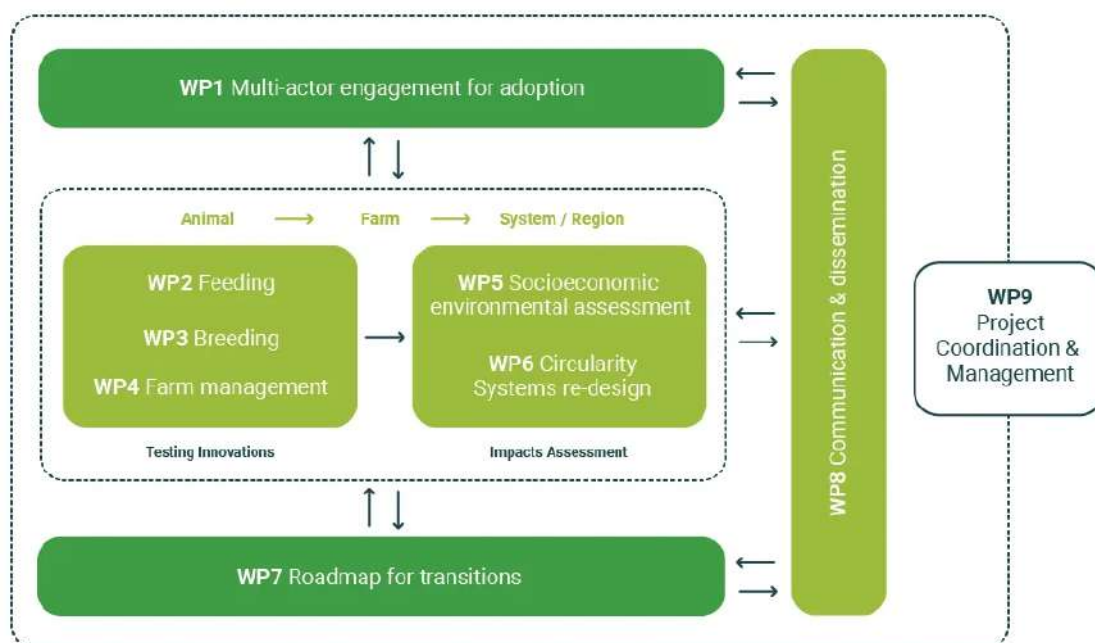 WP1 Multi-actor engagement for adoption
Animal
Farm
System / Region
WP2 Feeding
WP3 Breeding
WP4 Farm management
WP5 Socioeconomic
environmental assessment
WP6 Circularity
Systems re-design
Testing Innovations
Impacts Assessment
WP7 Roadmap for transitions
WP8 Communication & dissemination
WP9
Project
Coordination &
Management